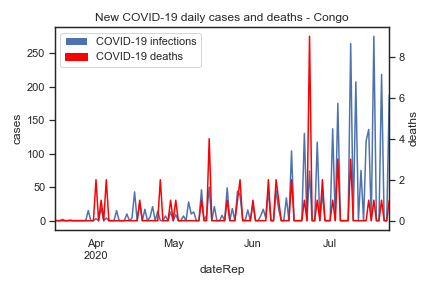 New COVID-19 daily cases and deaths - Congo
COVID-19 infections
COVID-19 deaths
250
200
150
100
50
0
cases
8
6
4
2
0
deaths
Apr
2020
May
Jun
Jul
dateRep